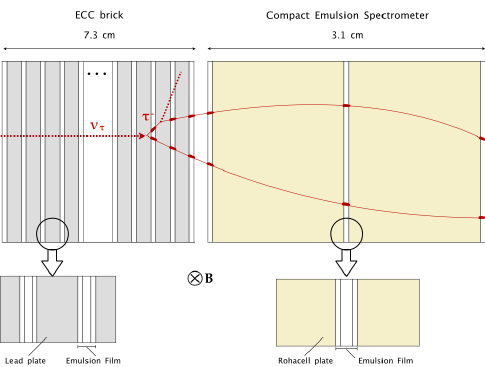 ECC brick
Compact Emulsion Spectrometer
7.3 cm
3.1 cm
•••
ντ
τ⁻
⊗B
Lead plate
Emulsion Film
Rohacell plate
Emulsion Film